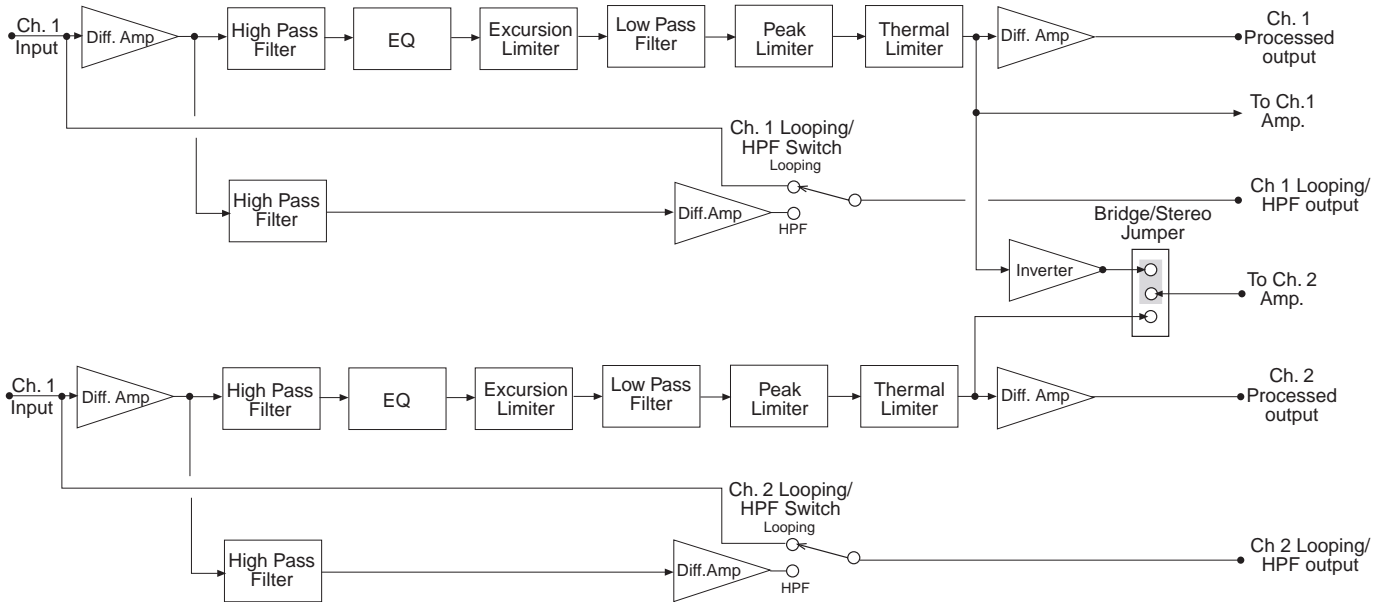 Ch. 1
Input
Diff. Amp
High Pass
Filter
EQ
Excursion
Limiter
Low Pass
Filter
Peak
Limiter
Thermal
Limiter
Diff. Amp
Ch. 1
Processed
output
To Ch.1
Amp.
Ch. 1 Looping/
HPF Switch
Looping
High Pass
Filter
Diff.Amp
HPF
Ch 1 Looping/
HPF output
Bridge/Stereo
Jumper
Inverter
To Ch. 2
Amp.
Ch. 1
Input
Diff. Amp
High Pass
Filter
EQ
Excursion
Limiter
Low Pass
Filter
Peak
Limiter
Thermal
Limiter
Diff. Amp
Ch. 2
Processed
output
Ch. 2 Looping/
HPF Switch
Looping
High Pass
Filter
Diff.Amp
HPF
Ch 2 Looping/
HPF output